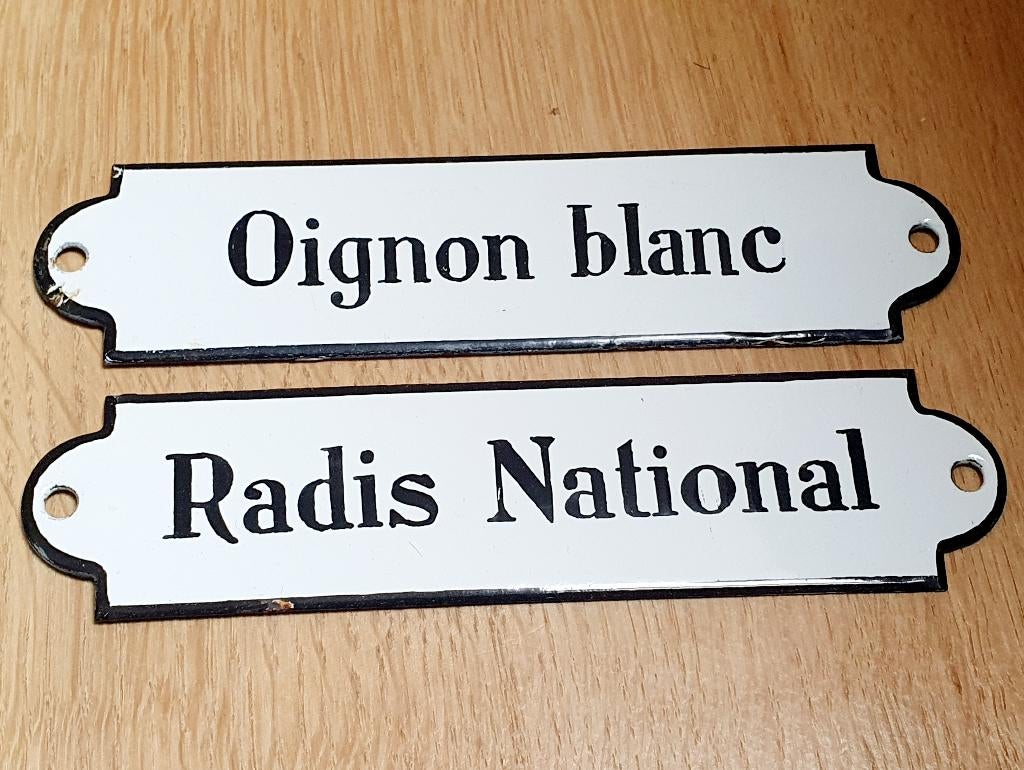 Oignon blanc
Radis National